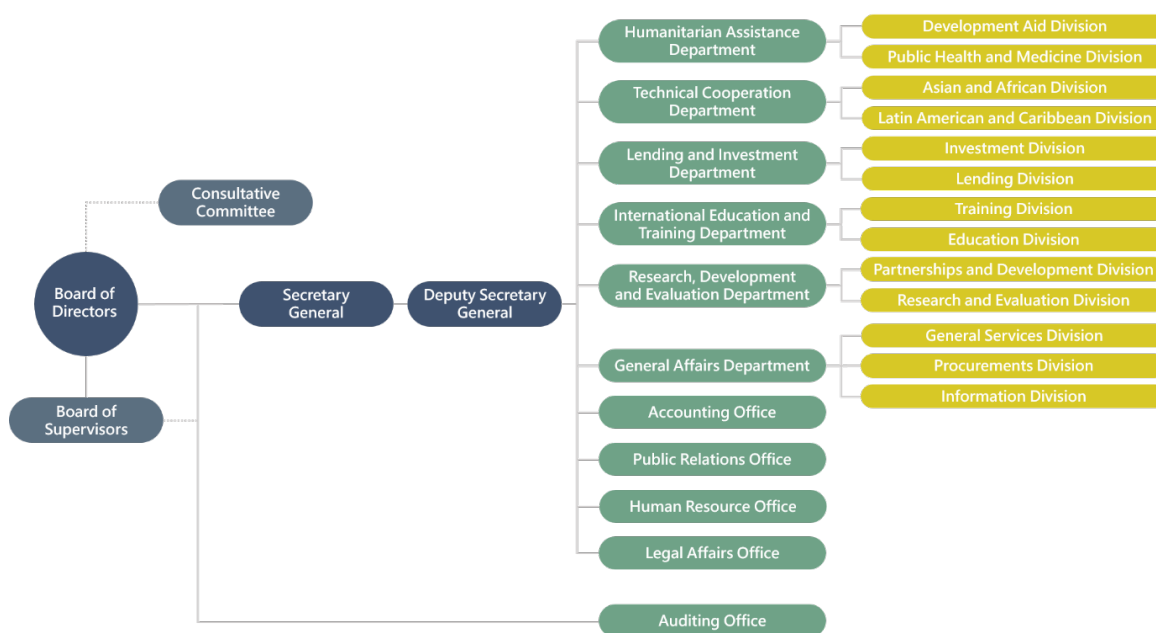 Board of
Directors
Consultative
Committee
Board of
Supervisors
Secretary
General
Deputy Secretary
General
Humanitarian Assistance
Department
Development Aid Division
Public Health and Medicine Division
Technical Cooperation
Department
Asian and African Division
Latin American and Caribbean Division
Lending and Investment
Department
Investment Division
Lending Division
International Education and
Training Department
Training Division
Education Division
Research, Development
and Evaluation Department
Partnerships and Development Division
Research and Evaluation Division
General Affairs Department
General Services Division
Procurements Division
Information Division
Accounting Office
Public Relations Office
Human Resource Office
Legal Affairs Office
Auditing Office